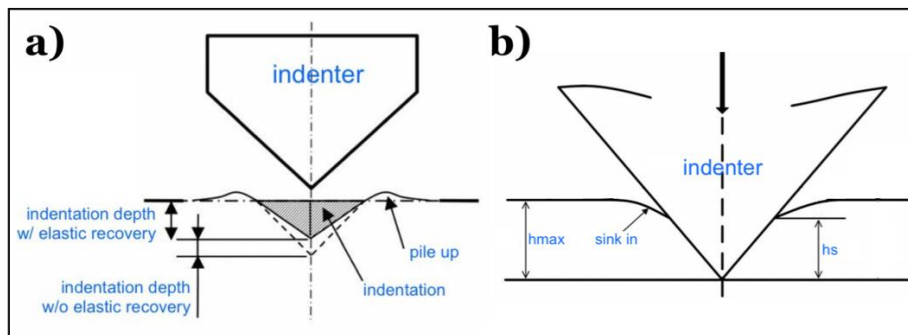 a)
indenter
indentation depth
w/ elastic recovery
pile up
indentation
indentation depth
w/o elastic recovery
b)
indenter
hmax
sink in
hs